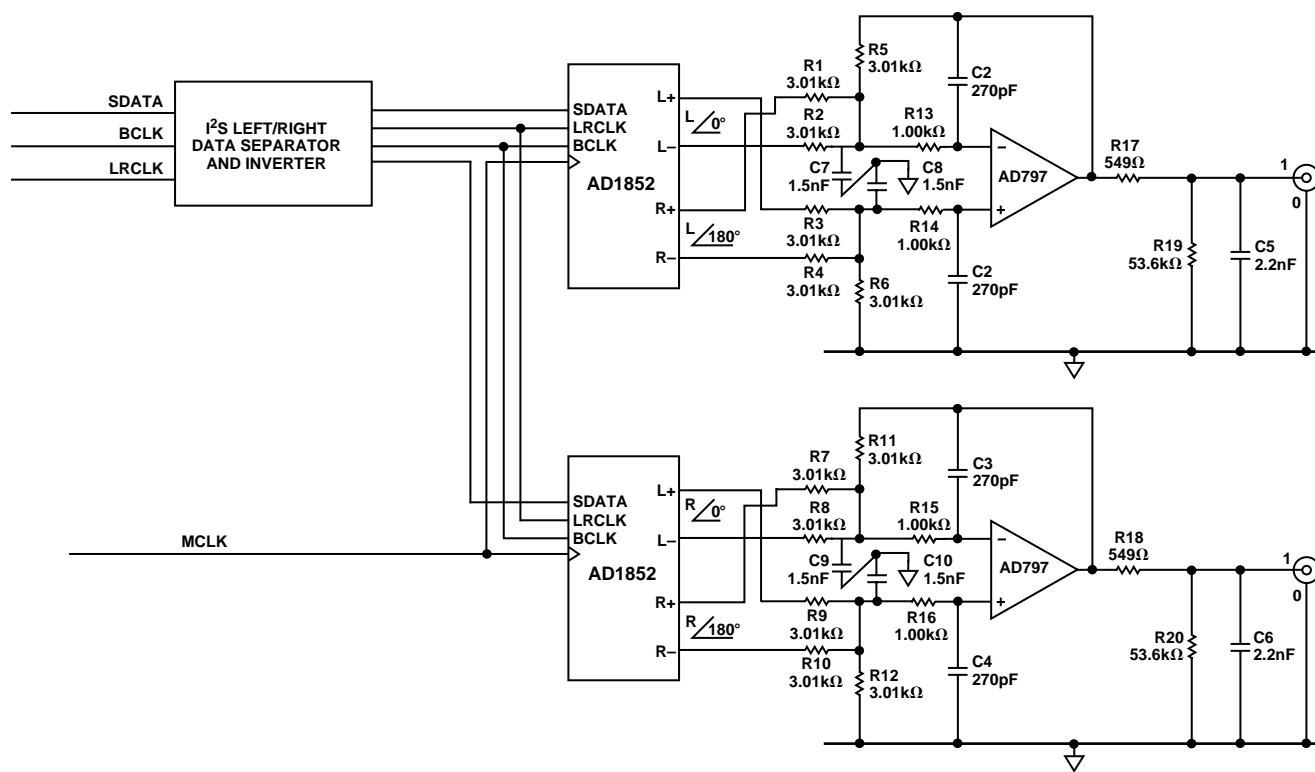 SDATA
BCLK
LRCLK
I²S LEFT/RIGHT
DATA SEPARATOR
AND INVERTER
SDATA
LRCLK
BCLK
AD1852
L+
L–
R+
R–
L 0°
L 180°
R1
3.01kΩ
R2
3.01kΩ
R3
3.01kΩ
R4
3.01kΩ
R5
3.01kΩ
R6
3.01kΩ
C7
1.5nF
C8
1.5nF
R13
1.00kΩ
R14
1.00kΩ
C2
270pF
C2
270pF
–
AD797
+
R17
549Ω
R19
53.6kΩ
C5
2.2nF
1
0
MCLK
SDATA
LRCLK
BCLK
AD1852
L+
L–
R+
R–
R 0°
R 180°
R7
3.01kΩ
R8
3.01kΩ
R9
3.01kΩ
R10
3.01kΩ
R11
3.01kΩ
R12
3.01kΩ
C9
1.5nF
C10
1.5nF
R15
1.00kΩ
R16
1.00kΩ
C3
270pF
C4
270pF
–
AD797
+
R18
549Ω
R20
53.6kΩ
C6
2.2nF
1
0